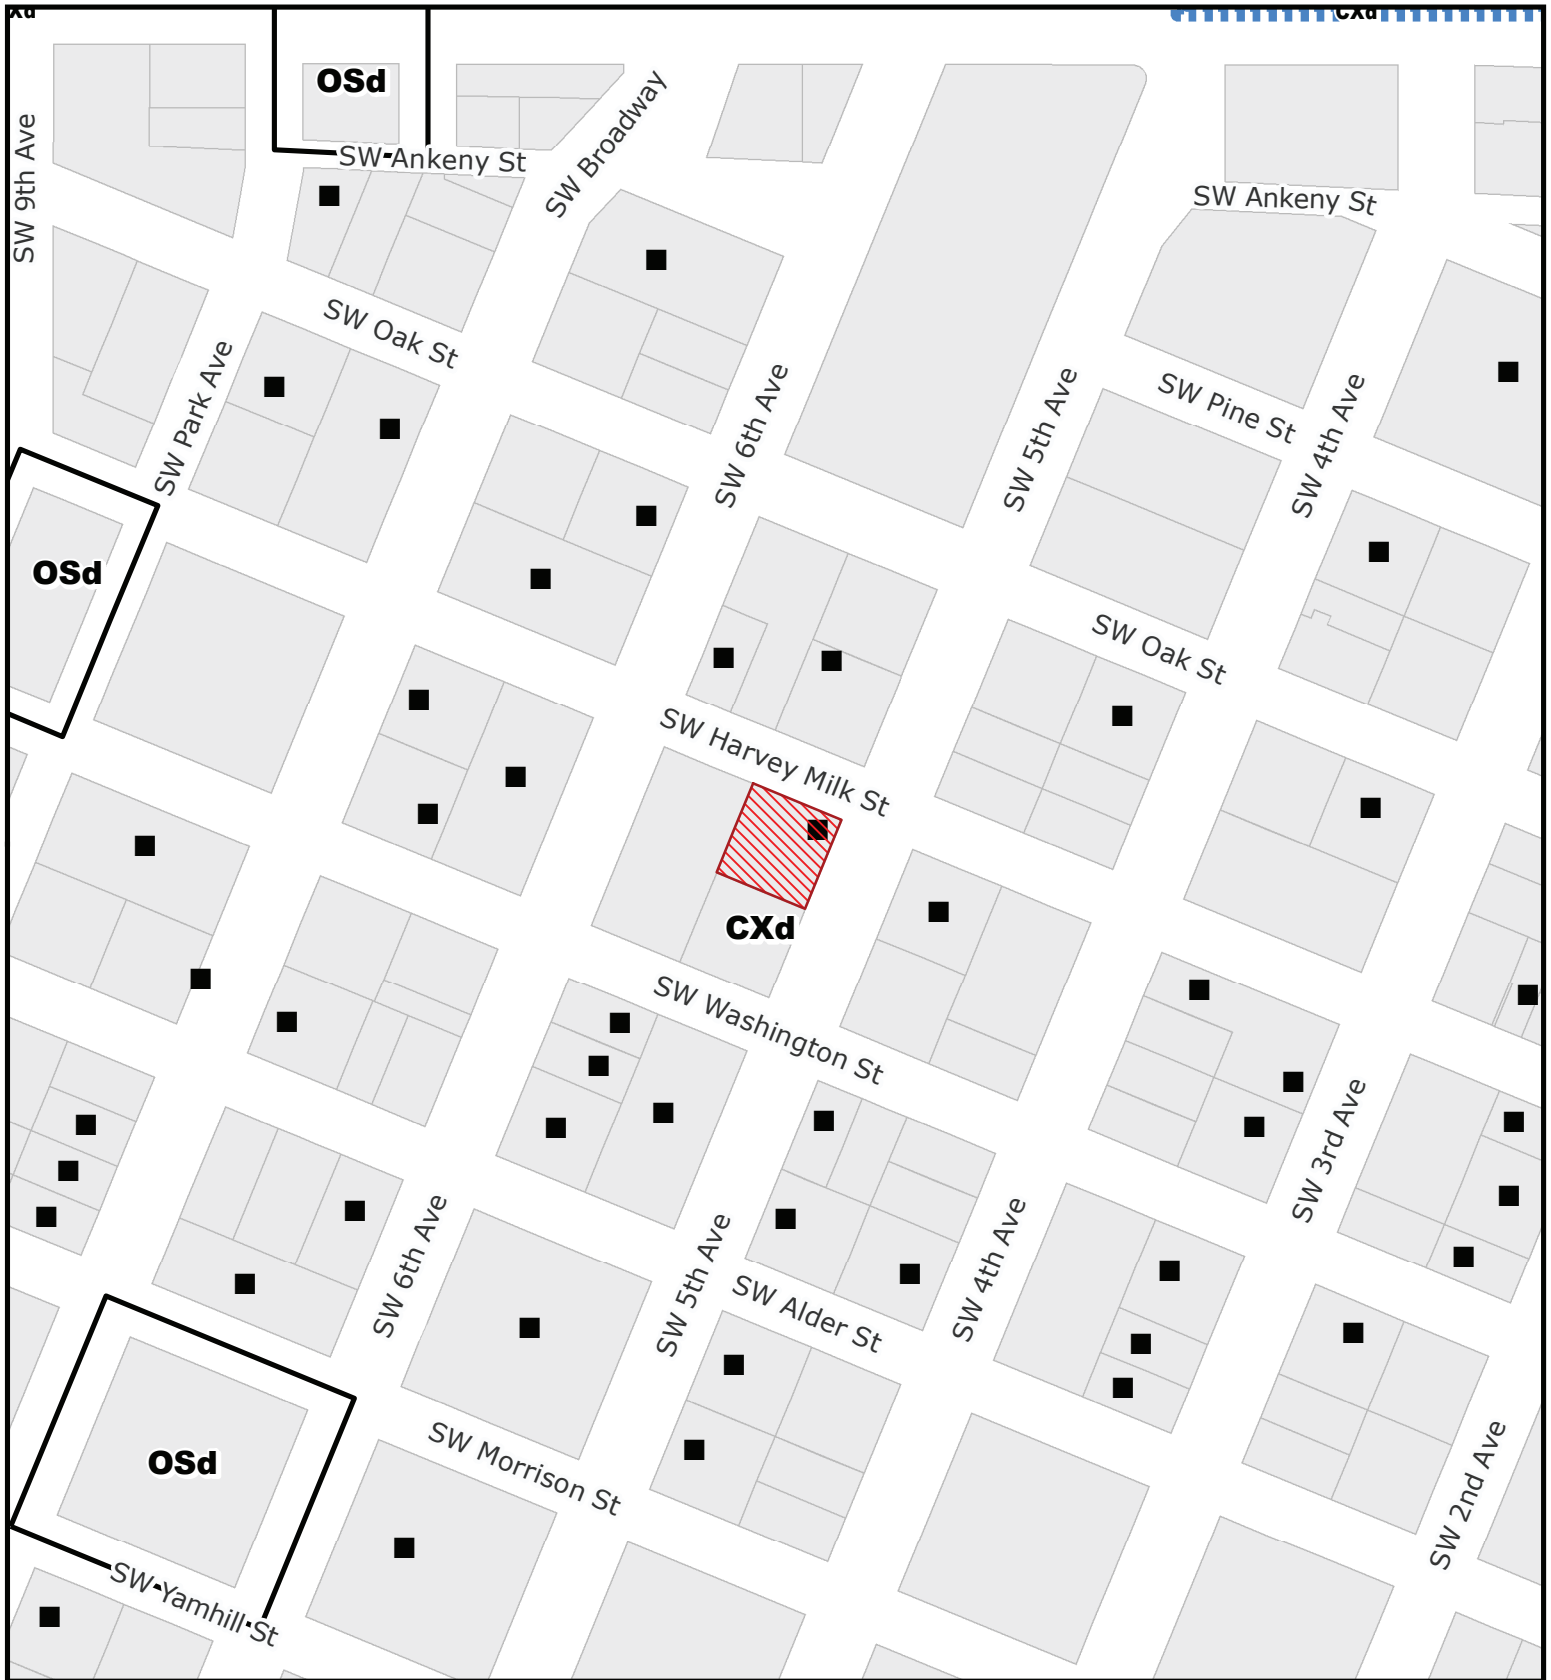 Xd
CXd
OSd
SW Ankeny St
SW Broadway
SW 9th Ave
SW Ankeny St
SW Oak St
SW Park Ave
SW 6th Ave
SW 5th Ave
SW Pine St
SW 4th Ave
OSd
SW Oak St
SW Harvey Milk St
CXd
SW Washington St
SW 3rd Ave
SW 6th Ave
SW 5th Ave
SW 4th Ave
SW Alder St
OSd
SW Morrison St
SW 2nd Ave
SW Yamhill St